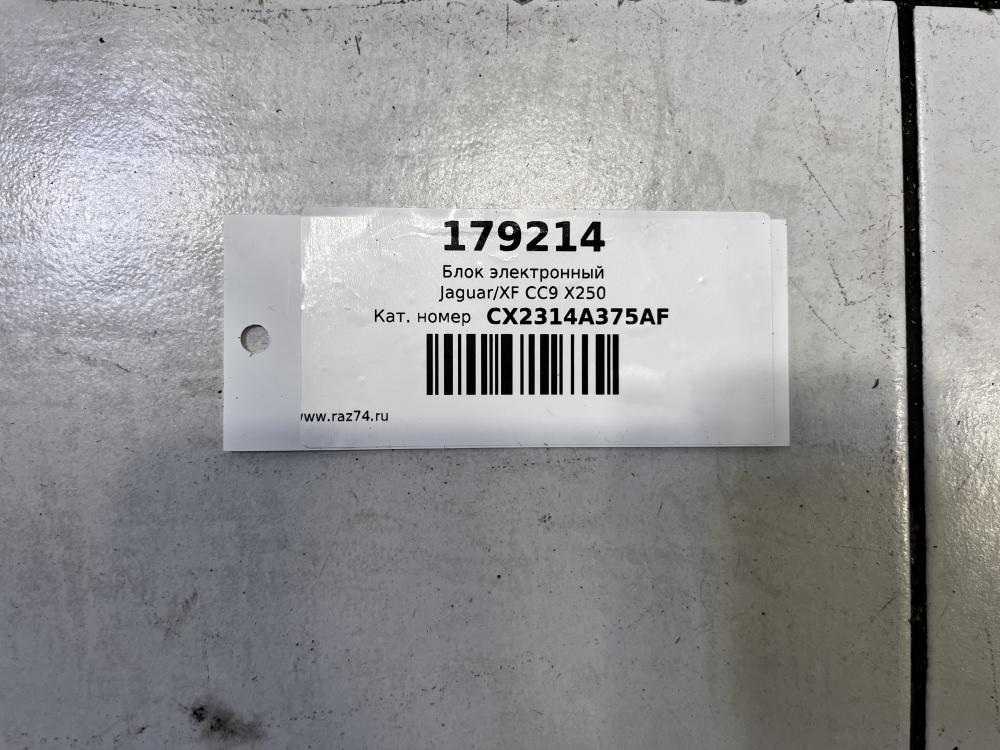 179214
Блок электронный
Jaguar/XF CC9 X250
Кат. номер CX2314A375AF
www.raz74.ru